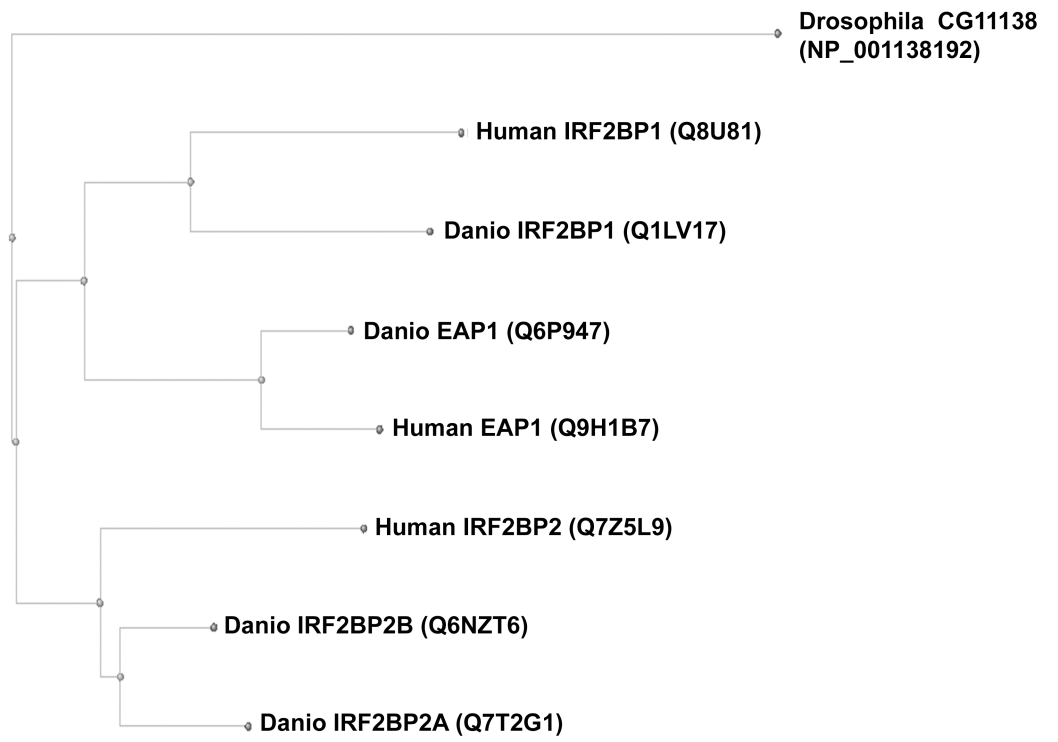 Drosophila CG11138
(NP_001138192)
Human IRF2BP1 (Q8U81)
Danio IRF2BP1 (Q1LV17)
Danio EAP1 (Q6P947)
Human EAP1 (Q9H1B7)
Human IRF2BP2 (Q7Z5L9)
Danio IRF2BP2B (Q6NZT6)
Danio IRF2BP2A (Q7T2G1)